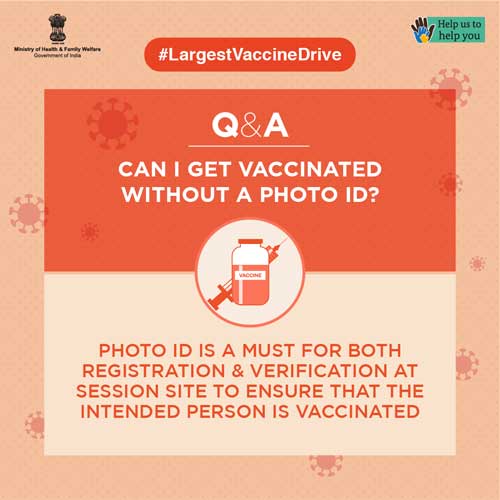 Ministry of Health & Family Welfare
Government of India
Help us to
help you
#LargestVaccineDrive
Q&A
CAN I GET VACCINATED
WITHOUT A PHOTO ID?
VACCINE
PHOTO ID IS A MUST FOR BOTH
REGISTRATION & VERIFICATION AT
SESSION SITE TO ENSURE THAT THE
INTENDED PERSON IS VACCINATED